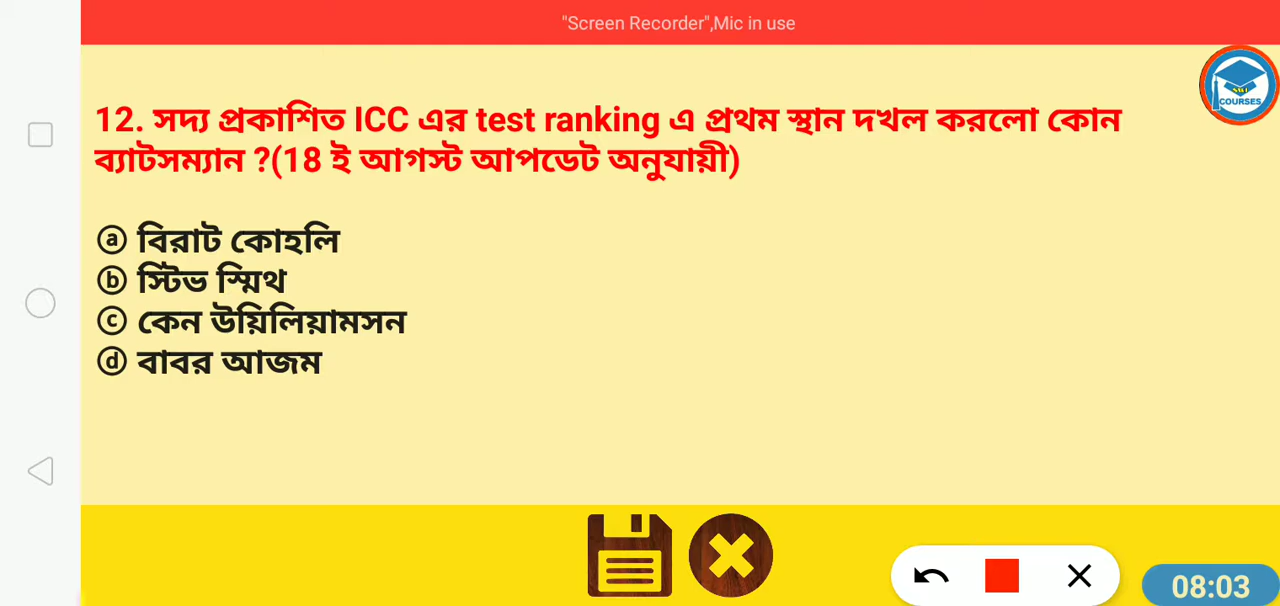 "Screen Recorder",Mic in use
SWI
COURSES
12. সদ্য প্রকাশিত ICC এর test ranking এ প্রথম স্থান দখল করলো কোন
ব্যাটসম্যান ?(18 ই আগস্ট আপডেট অনুযায়ী)
ⓐ বিরাট কোহলি
ⓑ স্টিভ স্মিথ
ⓒ কেন উয়িলিয়ামসন
ⓓ বাবর আজম
08:03